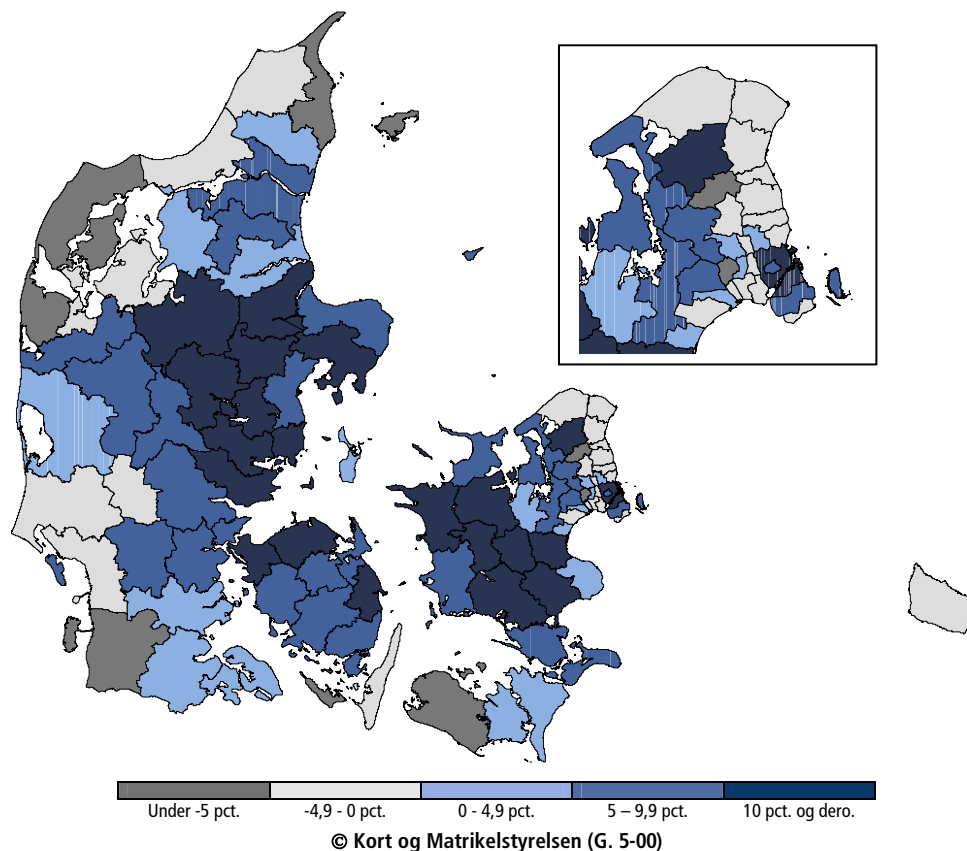 Under -5 pct. -4,9 - 0 pct. 0 - 4,9 pct. 5 – 9,9 pct. 10 pct. og dero.
© Kort og Matrikelstyrelsen (G. 5-00)